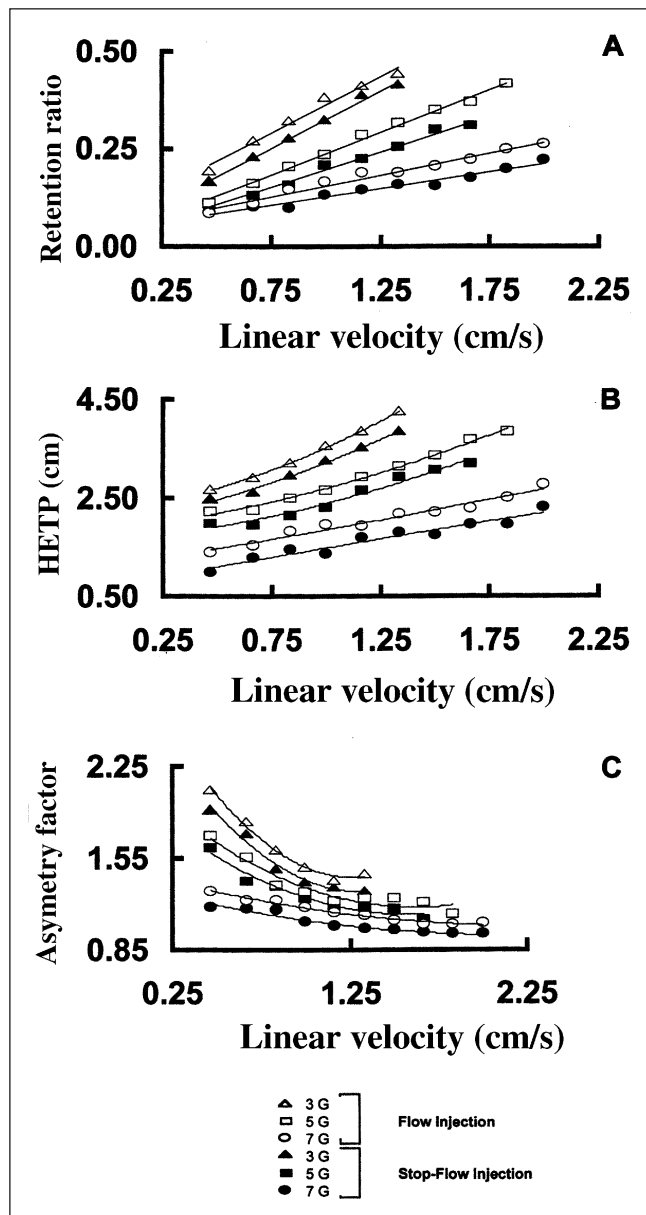 A
0.50
0.25
0.00
Retention ratio
0.25 0.75 1.25 1.75 2.25
Linear velocity (cm/s)
B
4.50
2.50
0.50
HETP (cm)
0.25 0.75 1.25 1.75 2.25
Linear velocity (cm/s)
C
2.25
1.55
0.85
Asymetry factor
0.25 1.25 2.25
Linear velocity (cm/s)
3 G
5 G Flow Injection
7 G
3 G
5 G Stop-Flow Injection
7 G